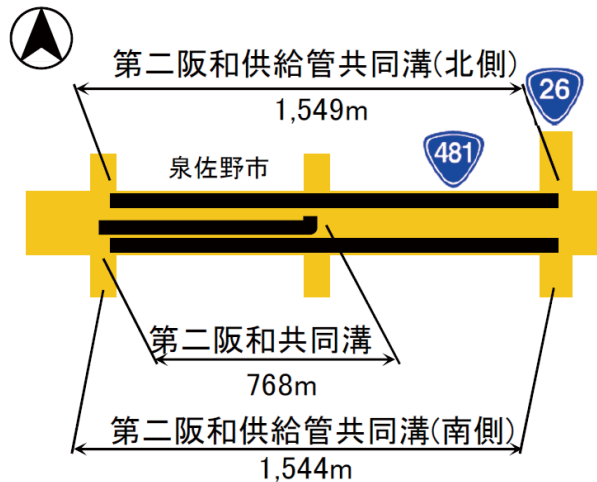 第二阪和供給管共同溝(北側)
1,549m
26
481
泉佐野市
第二阪和共同溝
768m
第二阪和供給管共同溝(南側)
1,544m